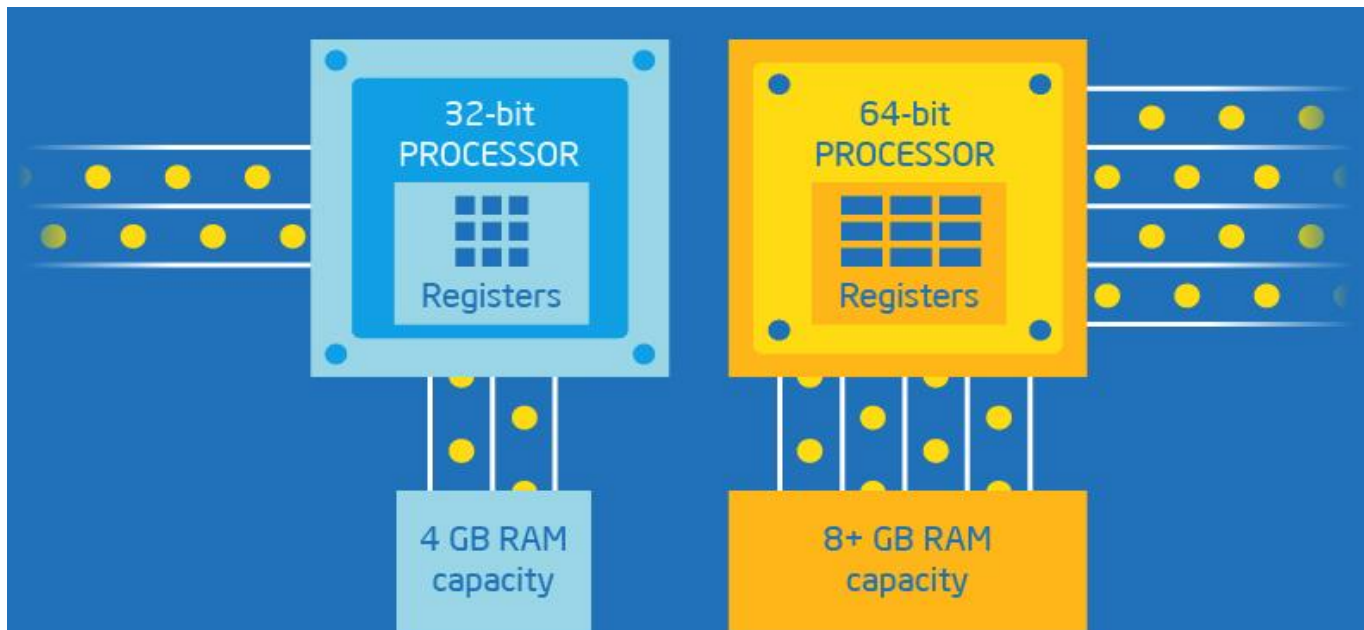 32-bit
PROCESSOR
Registers
4 GB RAM
capacity
64-bit
PROCESSOR
Registers
8+ GB RAM
capacity